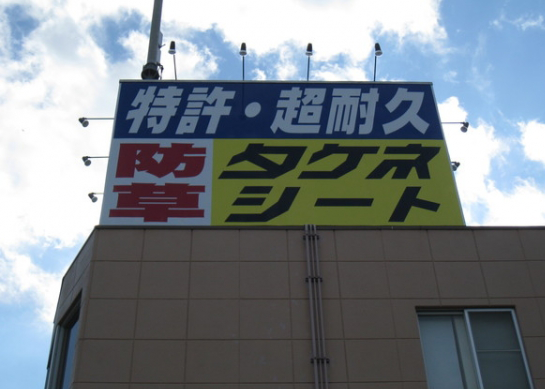 特許・超耐久
防草
タケネ
シート